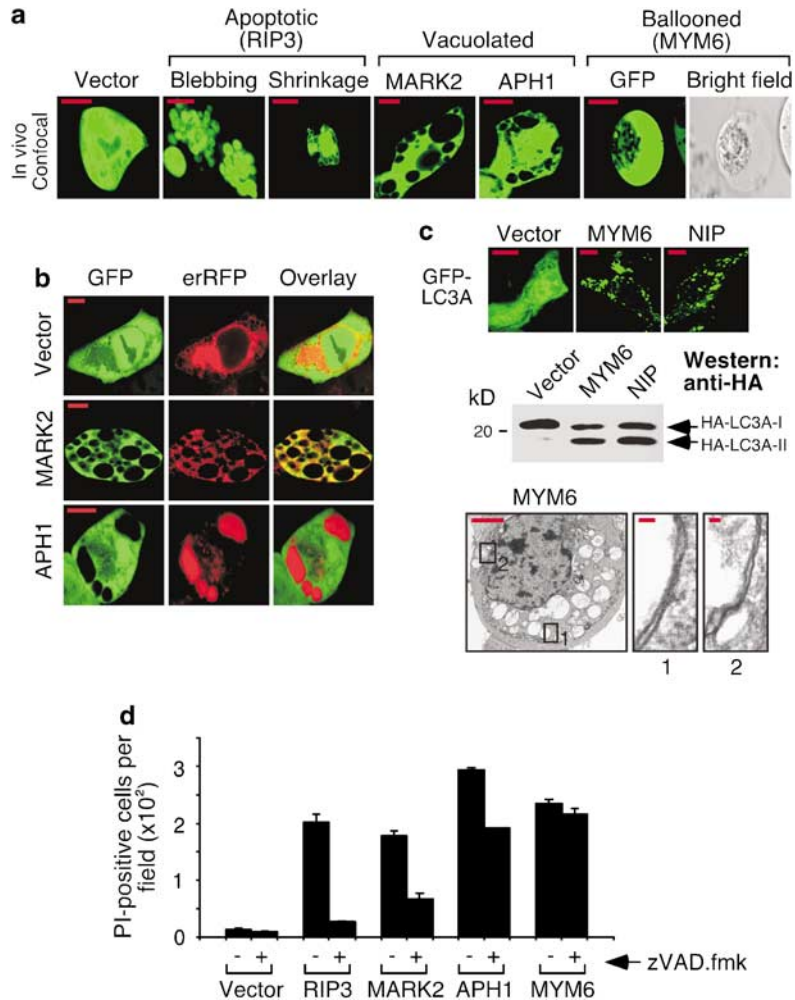 a
Apoptotic
(RIP3)
Vacuolated
Ballooned
(MYM6)
Vector
Blebbing
Shrinkage
MARK2
APH1
GFP
Bright field
In vivo
Confocal
b
GFP
erRFP
Overlay
Vector
MARK2
APH1
c
Vector
MYM6
NIP
GFP-
LC3A
Vector
MYM6
NIP
Western:
anti-HA
kD
20
HA-LC3A-I
HA-LC3A-II
MYM6
2
1
1
2
d
PI-positive cells per
field (x10²)
3
2
1
0
- + - + - + - + - +
zVAD.fmk
Vector RIP3 MARK2 APH1 MYM6